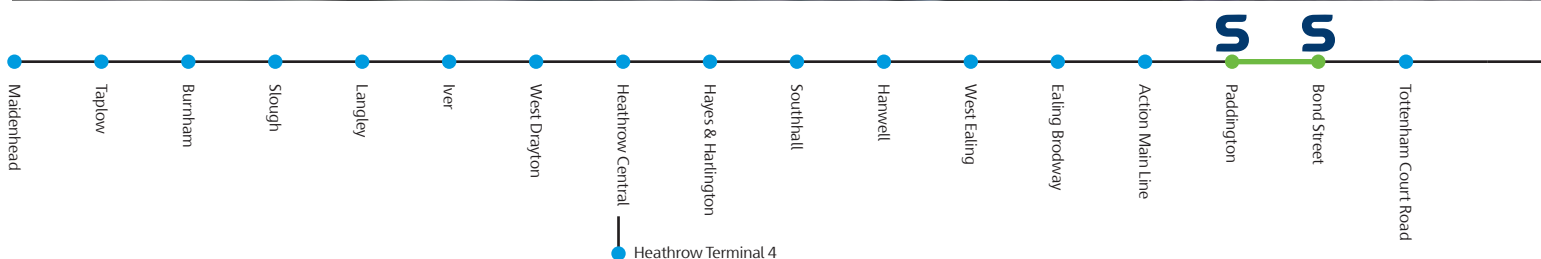 S S
Maidenhead
Taplow
Burnham
Slough
Langley
Iver
West Drayton
Heathrow Central
Hayes & Harlington
Southhall
Hanwell
West Ealing
Ealing Brodway
Action Main Line
Paddington
Bond Street
Tottenham Court Road
Heathrow Terminal 4